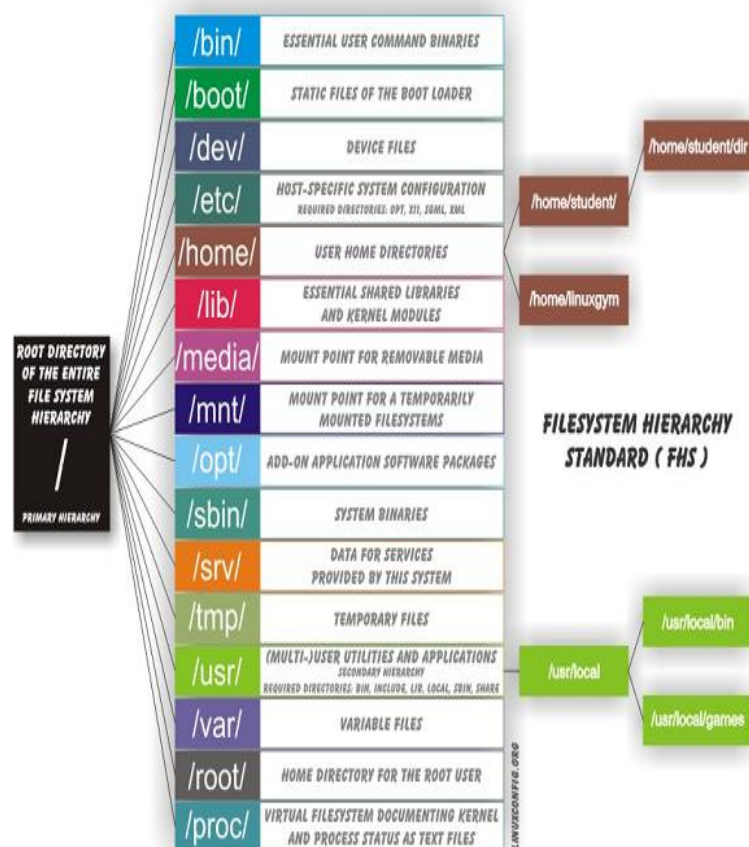 ROOT DIRECTORY
OF THE ENTIRE
FILE SYSTEM
HIERARCHY
/
PRIMARY HIERARCHY
/bin/
ESSENTIAL USER COMMAND BINARIES
/boot/
STATIC FILES OF THE BOOT LOADER
/dev/
DEVICE FILES
/etc/
HOST-SPECIFIC SYSTEM CONFIGURATION
REQUIRED DIRECTORIES: OPT, XII, SGML, XML
/home/
USER HOME DIRECTORIES
/lib/
ESSENTIAL SHARED LIBRARIES
AND KERNEL MODULES
/media/
MOUNT POINT FOR REMOVABLE MEDIA
/mnt/
MOUNT POINT FOR A TEMPORARILY
MOUNTED FILESYSTEMS
/opt/
ADD-ON APPLICATION SOFTWARE PACKAGES
/sbin/
SYSTEM BINARIES
/srv/
DATA FOR SERVICES
PROVIDED BY THIS SYSTEM
/tmp/
TEMPORARY FILES
/usr/
(MULTI-)USER UTILITIES AND APPLICATIONS
SECONDARY HIERARCHY
REQUIRED DIRECTORIES: BIN, INCLUDE, LIB, LOCAL, SBIN, SHARE
/var/
VARIABLE FILES
/root/
HOME DIRECTORY FOR THE ROOT USER
/proc/
VIRTUAL FILESYSTEM DOCUMENTING KERNEL
AND PROCESS STATUS AS TEXT FILES
/home/student/
/home/student/dir
/home/linuxgym
FILESYSTEM HIERARCHY
STANDARD ( FHS )
/usr/local
/usr/local/bin
/usr/local/games
LINUXCONFIG.ORG